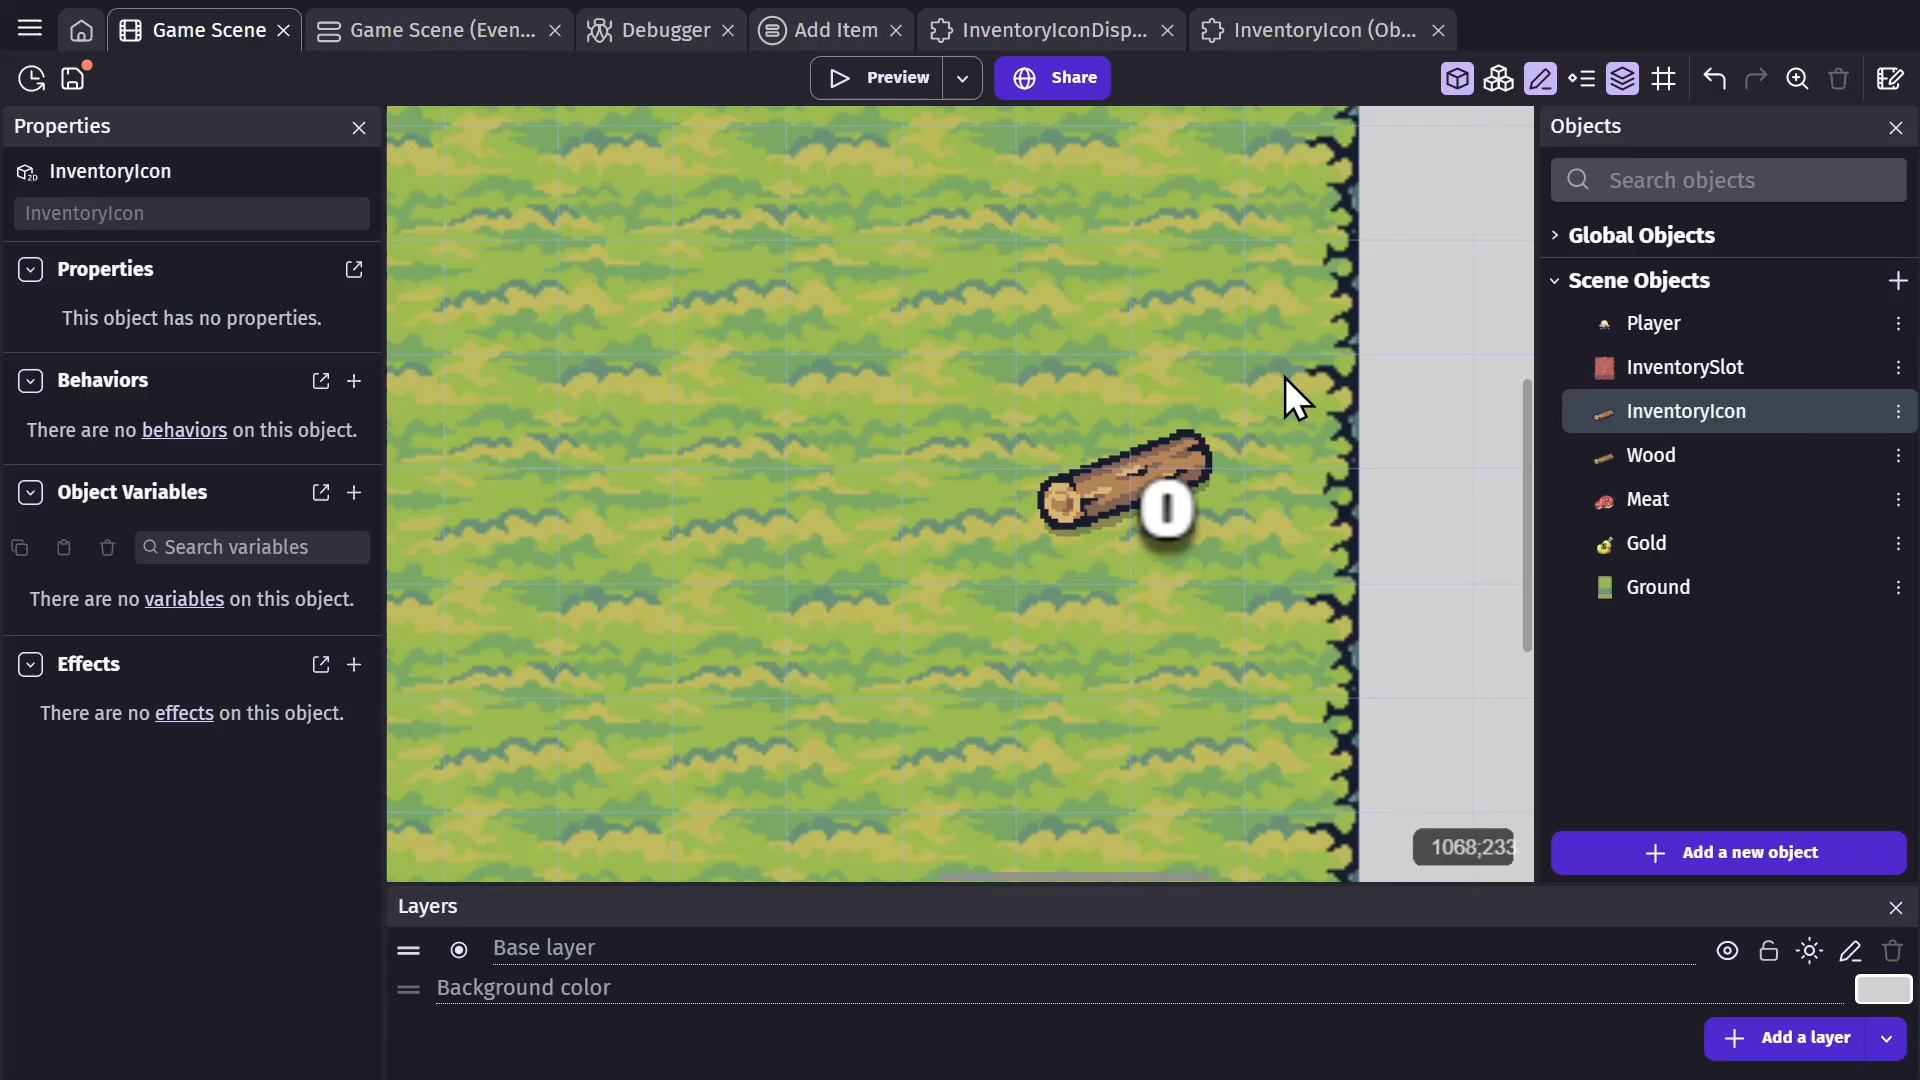 Game Scene
Game Scene (Even...
Debugger
Add Item
InventoryIconDisp...
InventoryIcon (Ob...
Preview
Share
Properties
InventoryIcon
InventoryIcon
Properties
This object has no properties.
Behaviors
There are no behaviors on this object.
Object Variables
Search variables
There are no variables on this object.
Effects
There are no effects on this object.
0
1068;233
Objects
Search objects
Global Objects
Scene Objects
Player
InventorySlot
InventoryIcon
Wood
Meat
Gold
Ground
Add a new object
Layers
Base layer
Background color
Add a layer